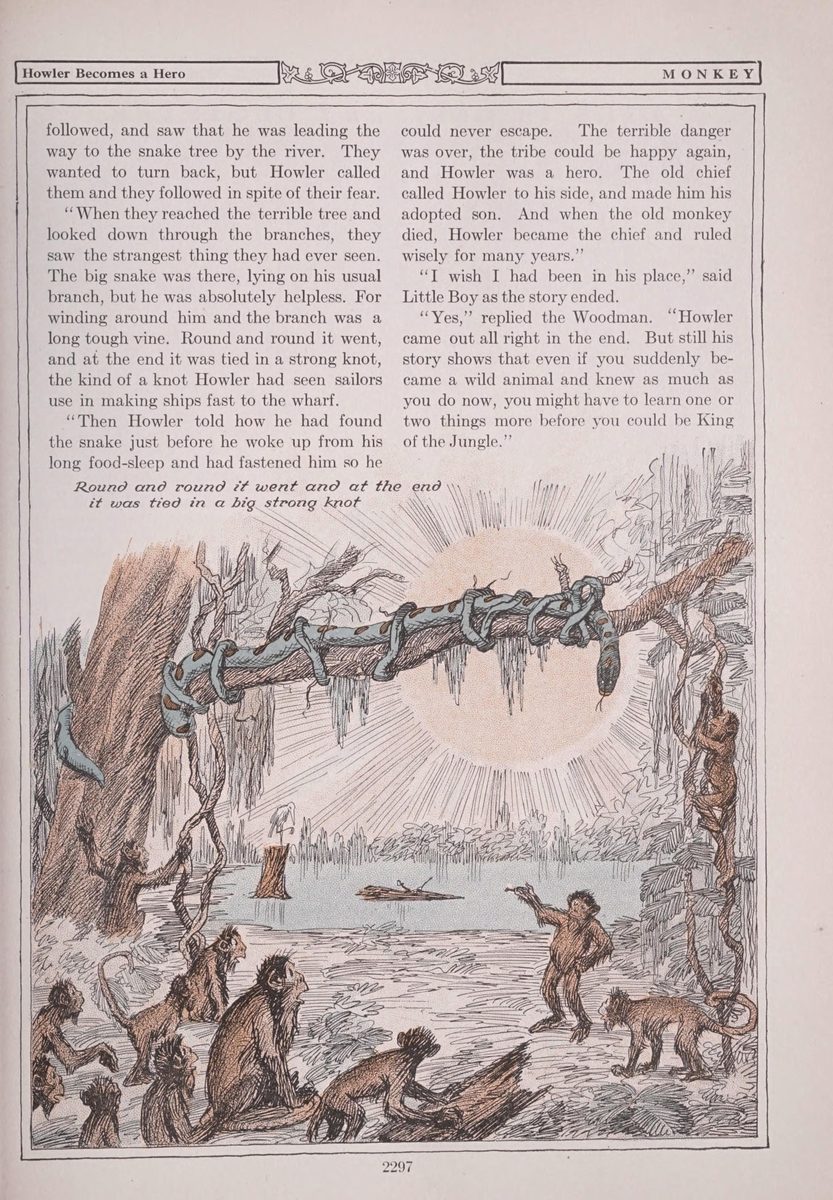 Howler Becomes a Hero
MONKEY
followed, and saw that he was leading the
way to the snake tree by the river. They
wanted to turn back, but Howler called
them and they followed in spite of their fear.
"When they reached the terrible tree and
looked down through the branches, they
saw the strangest thing they had ever seen.
The big snake was there, lying on his usual
branch, but he was absolutely helpless. For
winding around him and the branch was a
long tough vine. Round and round it went,
and at the end it was tied in a strong knot,
the kind of a knot Howler had seen sailors
use in making ships fast to the wharf.
"Then Howler told how he had found
the snake just before he woke up from his
long food-sleep and had fastened him so he
could never escape. The terrible danger
was over, the tribe could be happy again,
and Howler was a hero. The old chief
called Howler to his side, and made him his
adopted son. And when the old monkey
died, Howler became the chief and ruled
wisely for many years."
"I wish I had been in his place," said
Little Boy as the story ended.
"Yes," replied the Woodman. "Howler
came out all right in the end. But still his
story shows that even if you suddenly be-
came a wild animal and knew as much as
you do now, you might have to learn one or
two things more before you could be King
of the Jungle."
Round and round it went and at the end
it was tied in a big strong knot
2297